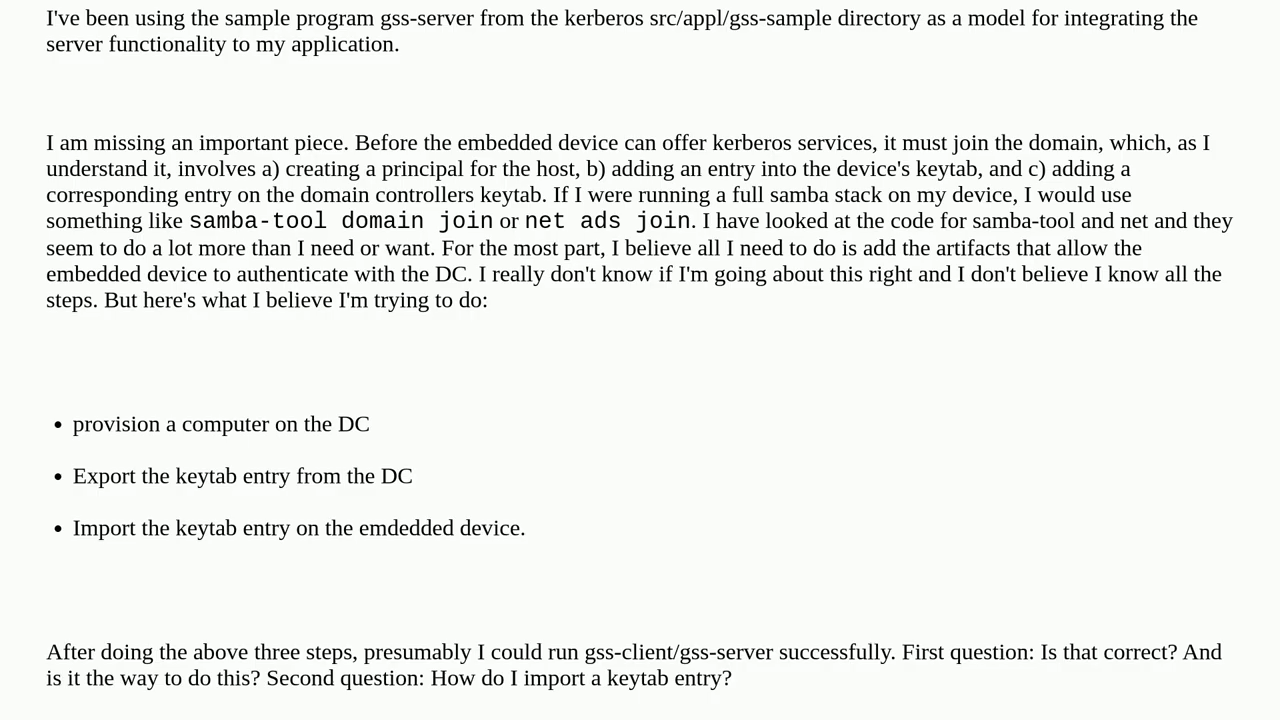 I've been using the sample program gss-server from the kerberos src/appl/gss-sample directory as a model for integrating the
server functionality to my application.
I am missing an important piece. Before the embedded device can offer kerberos services, it must join the domain, which, as I
understand it, involves a) creating a principal for the host, b) adding an entry into the device's keytab, and c) adding a
corresponding entry on the domain controllers keytab. If I were running a full samba stack on my device, I would use
something like samba-tool domain join or net ads join. I have looked at the code for samba-tool and net and they
seem to do a lot more than I need or want. For the most part, I believe all I need to do is add the artifacts that allow the
embedded device to authenticate with the DC. I really don't know if I'm going about this right and I don't believe I know all the
steps. But here's what I believe I'm trying to do:
• provision a computer on the DC
• Export the keytab entry from the DC
• Import the keytab entry on the emdedded device.
After doing the above three steps, presumably I could run gss-client/gss-server successfully. First question: Is that correct? And
is it the way to do this? Second question: How do I import a keytab entry?